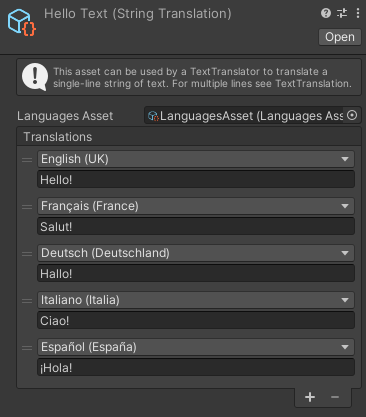 Hello Text (String Translation)
Open
This asset can be used by a TextTranslator to translate a
single-line string of text. For multiple lines see TextTranslation.
Languages Asset
LanguagesAsset (Languages Ass
Translations
English (UK)
Hello!
Français (France)
Salut!
Deutsch (Deutschland)
Hallo!
Italiano (Italia)
Ciao!
Español (España)
¡Hola!